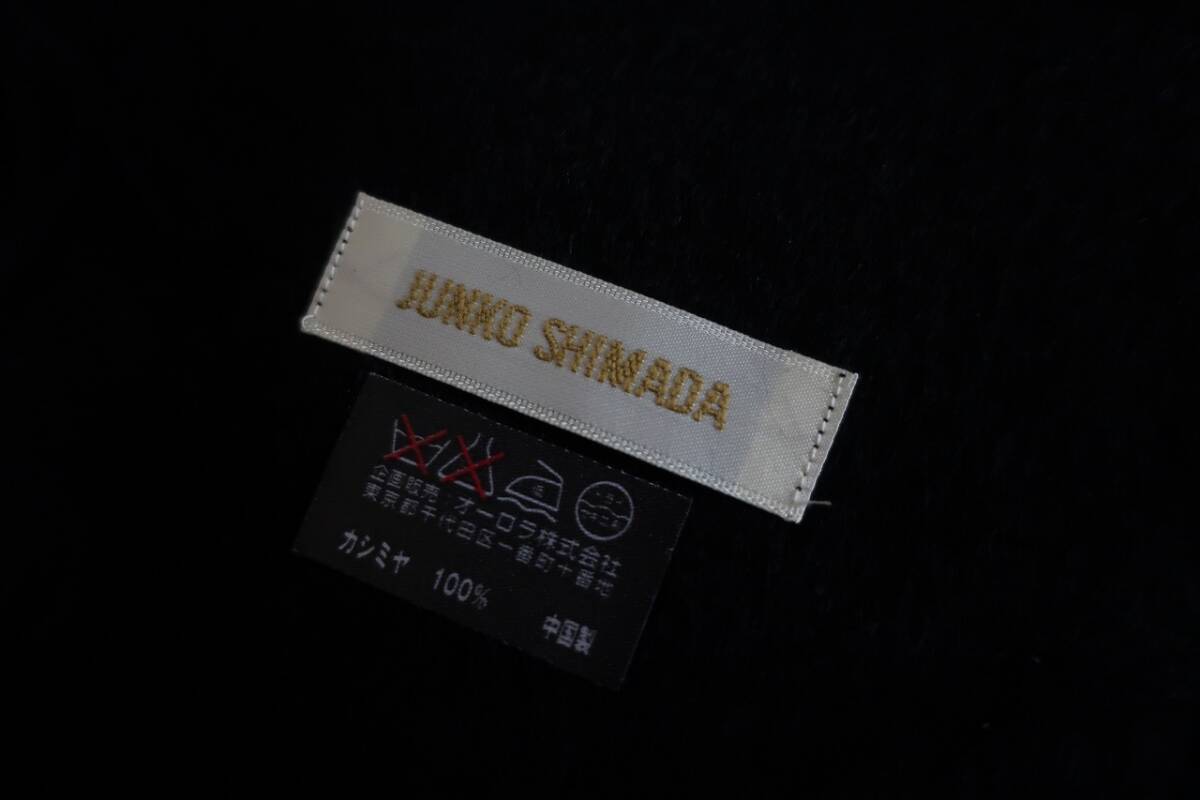 JUNKO SHIMADA
企画販売 オーロラ株式会社
東京都千代田区一番町十番地
カシミヤ 100%
中国製